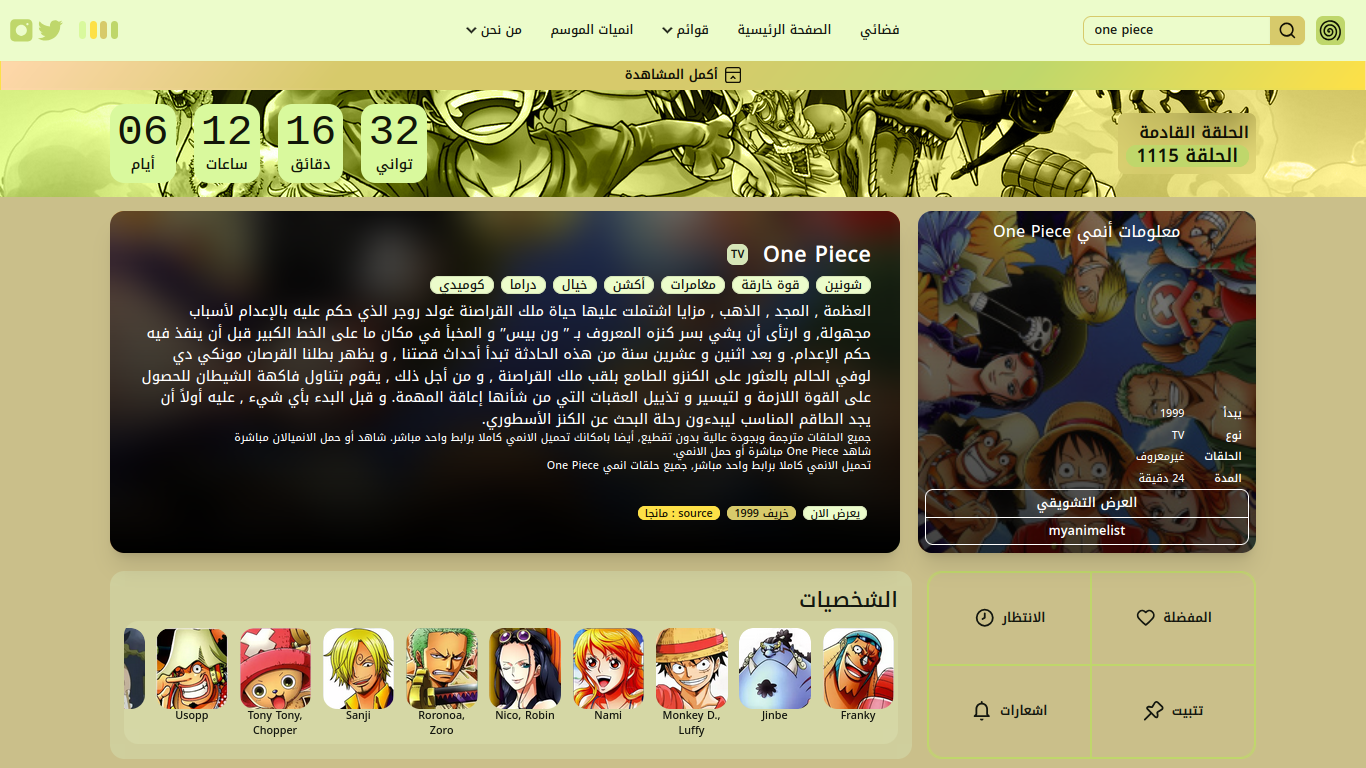 one piece
فضائي
الصفحة الرئيسية
قوائم
انميات الموسم
من نحن
أكمل المشاهدة
الحلقة القادمة
الحلقة 1115
32
ثواني
16
دقائق
12
ساعات
06
أيام
معلومات أنمي One Piece
يبدأ 1999
نوع TV
الحلقات غيرمعروف
المدة 24 دقيقة
العرض التشويقي
myanimelist
One Piece TV
شونين قوة خارقة مغامرات أكشن خيال دراما كوميدى
العظمة , المجد , الذهب , مزايا اشتملت عليها حياة ملك القراصنة غولد روجر الذي حكم عليه بالإعدام لأسباب
مجهولة, و ارتأى أن يشي بسر كنزه المعروف بـ ” ون بيس” و المخبأ في مكان ما على الخط الكبير قبل أن ينفذ فيه
حكم الإعدام. و بعد اثنين و عشرين سنة من هذه الحادثة تبدأ أحداث قصتنا , و يظهر بطلنا القرصان مونكي دي
لوفي الحالم بالعثور على الكنزو الطامع بلقب ملك القراصنة , و من أجل ذلك , يقوم بتناول فاكهة الشيطان للحصول
على القوة اللازمة و لتيسير و تذييل العقبات التي من شأنها إعاقة المهمة. و قبل البدء بأي شيء , عليه أولاً أن
يجد الطاقم المناسب ليبدءون رحلة البحث عن الكنز الأسطوري.
جميع الحلقات مترجمة وبجودة عالية بدون تقطيع, أيضا بامكانك تحميل الانمي كاملا برابط واحد مباشر. شاهد أو حمل الانميالان مباشرة
شاهد One Piece مباشرة أو حمل الانمي.
تحميل الانمي كاملا برابط واحد مباشر, جميع حلقات انمي One Piece
يعرض الان
خريف 1999
source : مانجا
المفضلة
الانتظار
تثبيت
اشعارات
الشخصيات
Franky
Jinbe
Monkey D.,
Luffy
Nami
Nico, Robin
Roronoa,
Zoro
Sanji
Tony Tony,
Chopper
Usopp